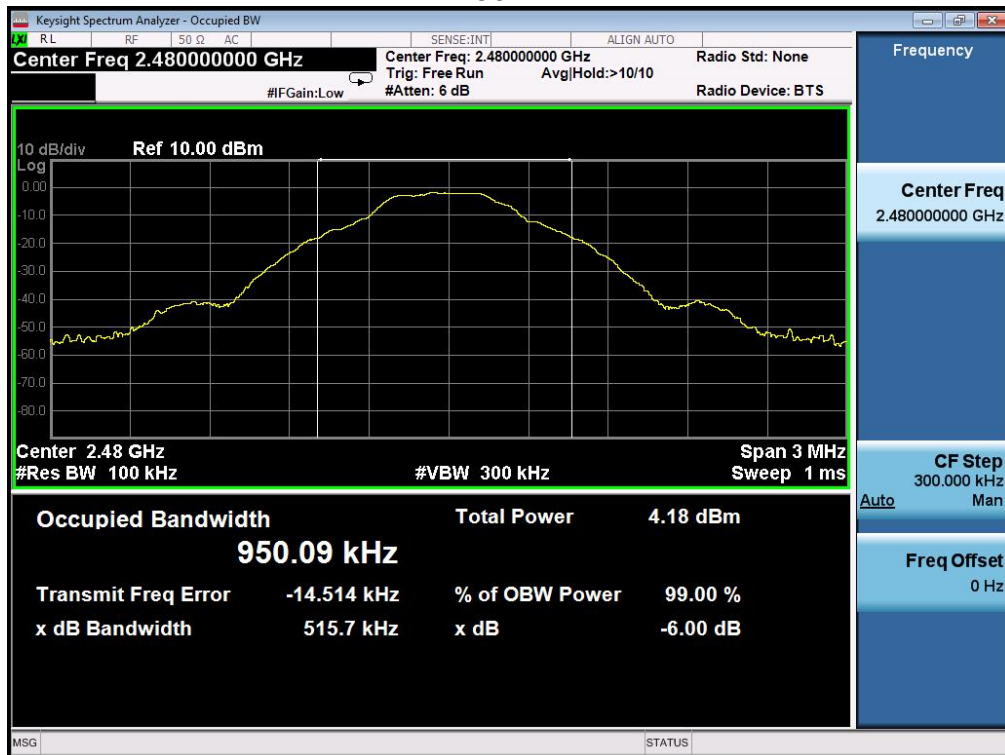 Keysight Spectrum Analyzer - Occupied BW
LXI RL RF 50 Ω AC SENSE:INT ALIGN AUTO
Center Freq 2.480000000 GHz
#IFGain:Low
Center Freq: 2.480000000 GHz
Trig: Free Run Avg|Hold:>10/10
#Atten: 6 dB
Radio Std: None
Radio Device: BTS
10 dB/div Ref 10.00 dBm
Log
0.00
-10.0
-20.0
-30.0
-40.0
-50.0
-60.0
-70.0
-80.0
Center 2.48 GHz Span 3 MHz
#Res BW 100 kHz #VBW 300 kHz Sweep 1 ms
Occupied Bandwidth Total Power 4.18 dBm
950.09 kHz
Transmit Freq Error -14.514 kHz % of OBW Power 99.00 %
x dB Bandwidth 515.7 kHz x dB -6.00 dB
Frequency
Center Freq
2.480000000 GHz
CF Step
300.000 kHz
Auto Man
Freq Offset
0 Hz
MSG STATUS